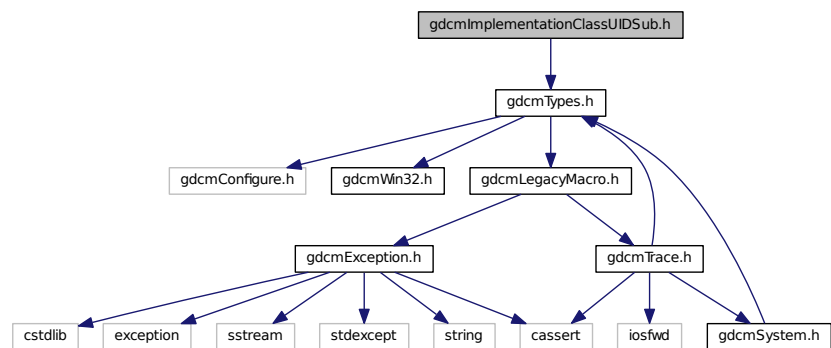 gdcmImplementationClassUIDSub.h
gdcmTypes.h
gdcmConfigure.h
gdcmWin32.h
gdcmLegacyMacro.h
gdcmException.h
gdcmTrace.h
cstdlib
exception
sstream
stdexcept
string
cassert
iosfwd
gdcmSystem.h